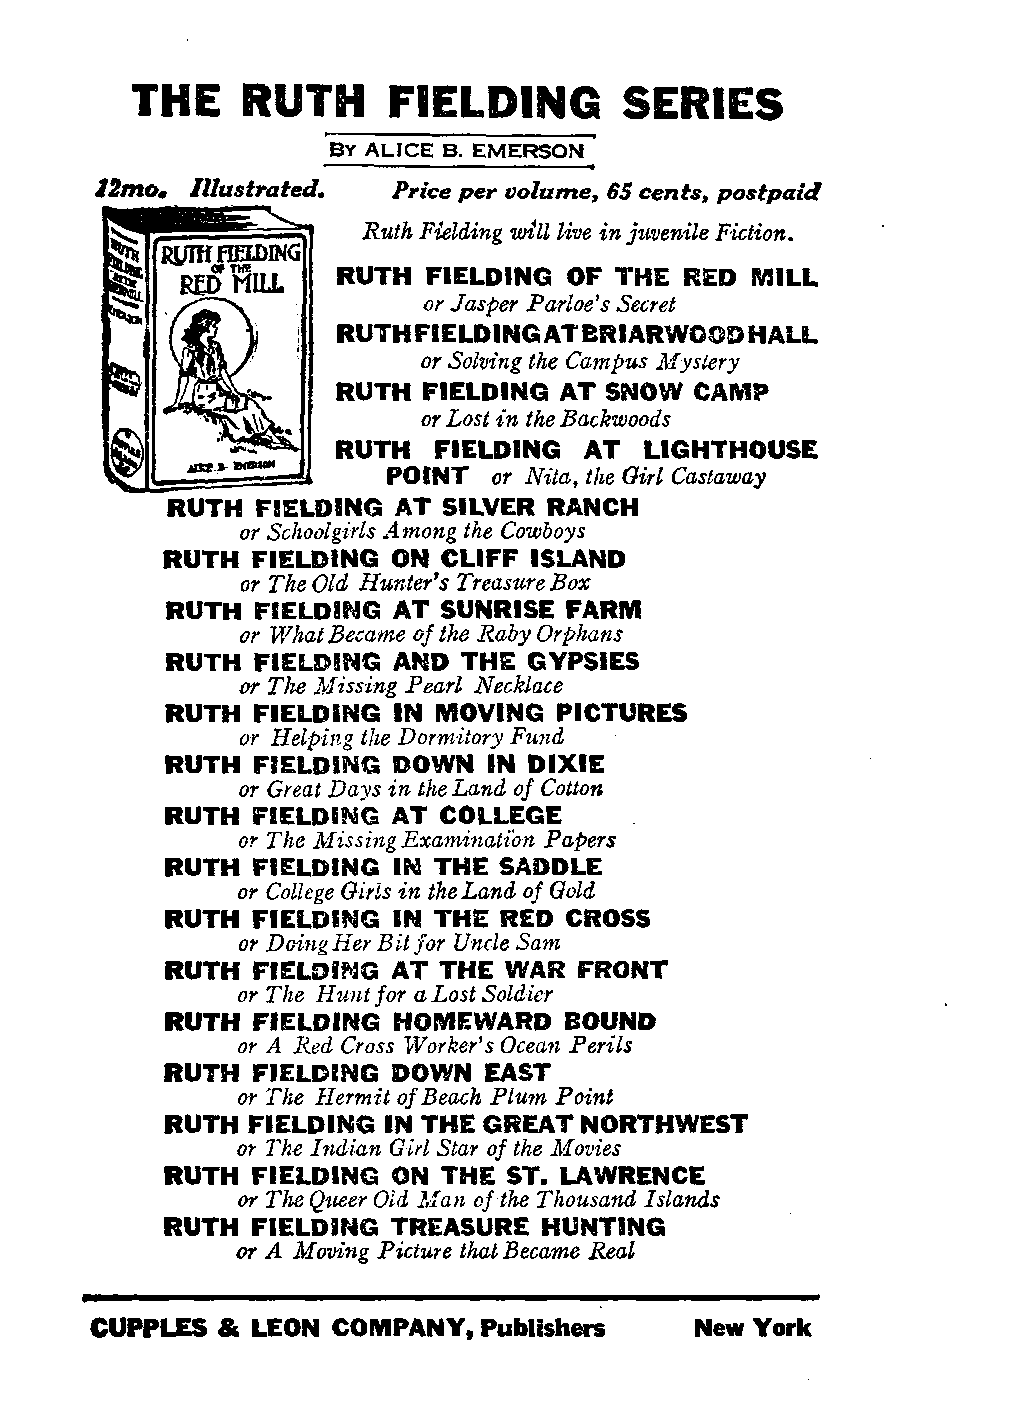 THE RUTH FIELDING SERIES
BY ALICE B. EMERSON
12mo. Illustrated. Price per volume, 65 cents, postpaid
RUTH FIELDING
OF THE
RED MILL
ALICE B. EMERSON
Ruth Fielding will live in juvenile Fiction.
RUTH FIELDING OF THE RED MILL
or Jasper Parloe's Secret
RUTH FIELDING AT BRIARWOOD HALL
or Solving the Campus Mystery
RUTH FIELDING AT SNOW CAMP
or Lost in the Backwoods
RUTH FIELDING AT LIGHTHOUSE
POINT or Nita, the Girl Castaway
RUTH FIELDING AT SILVER RANCH
or Schoolgirls Among the Cowboys
RUTH FIELDING ON CLIFF ISLAND
or The Old Hunter's Treasure Box
RUTH FIELDING AT SUNRISE FARM
or What Became of the Raby Orphans
RUTH FIELDING AND THE GYPSIES
or The Missing Pearl Necklace
RUTH FIELDING IN MOVING PICTURES
or Helping the Dormitory Fund
RUTH FIELDING DOWN IN DIXIE
or Great Days in the Land of Cotton
RUTH FIELDING AT COLLEGE
or The Missing Examination Papers
RUTH FIELDING IN THE SADDLE
or College Girls in the Land of Gold
RUTH FIELDING IN THE RED CROSS
or Doing Her Bit for Uncle Sam
RUTH FIELDING AT THE WAR FRONT
or The Hunt for a Lost Soldier
RUTH FIELDING HOMEWARD BOUND
or A Red Cross Worker's Ocean Perils
RUTH FIELDING DOWN EAST
or The Hermit of Beach Plum Point
RUTH FIELDING IN THE GREAT NORTHWEST
or The Indian Girl Star of the Movies
RUTH FIELDING ON THE ST. LAWRENCE
or The Queer Old Man of the Thousand Islands
RUTH FIELDING TREASURE HUNTING
or A Moving Picture that Became Real
CUPPLES & LEON COMPANY, Publishers New York